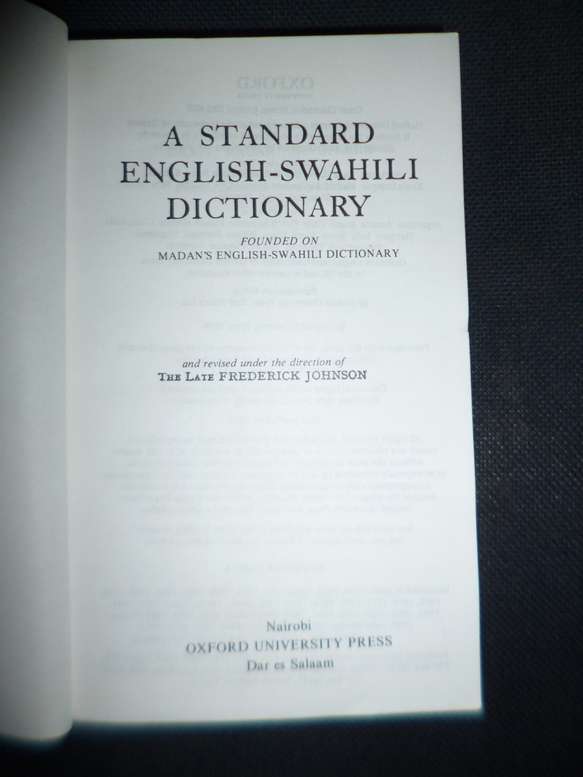 A STANDARD
ENGLISH-SWAHILI
DICTIONARY
FOUNDED ON
MADAN'S ENGLISH-SWAHILI DICTIONARY
and revised under the direction of
THE LATE FREDERICK JOHNSON
Nairobi
OXFORD UNIVERSITY PRESS
Dar es Salaam